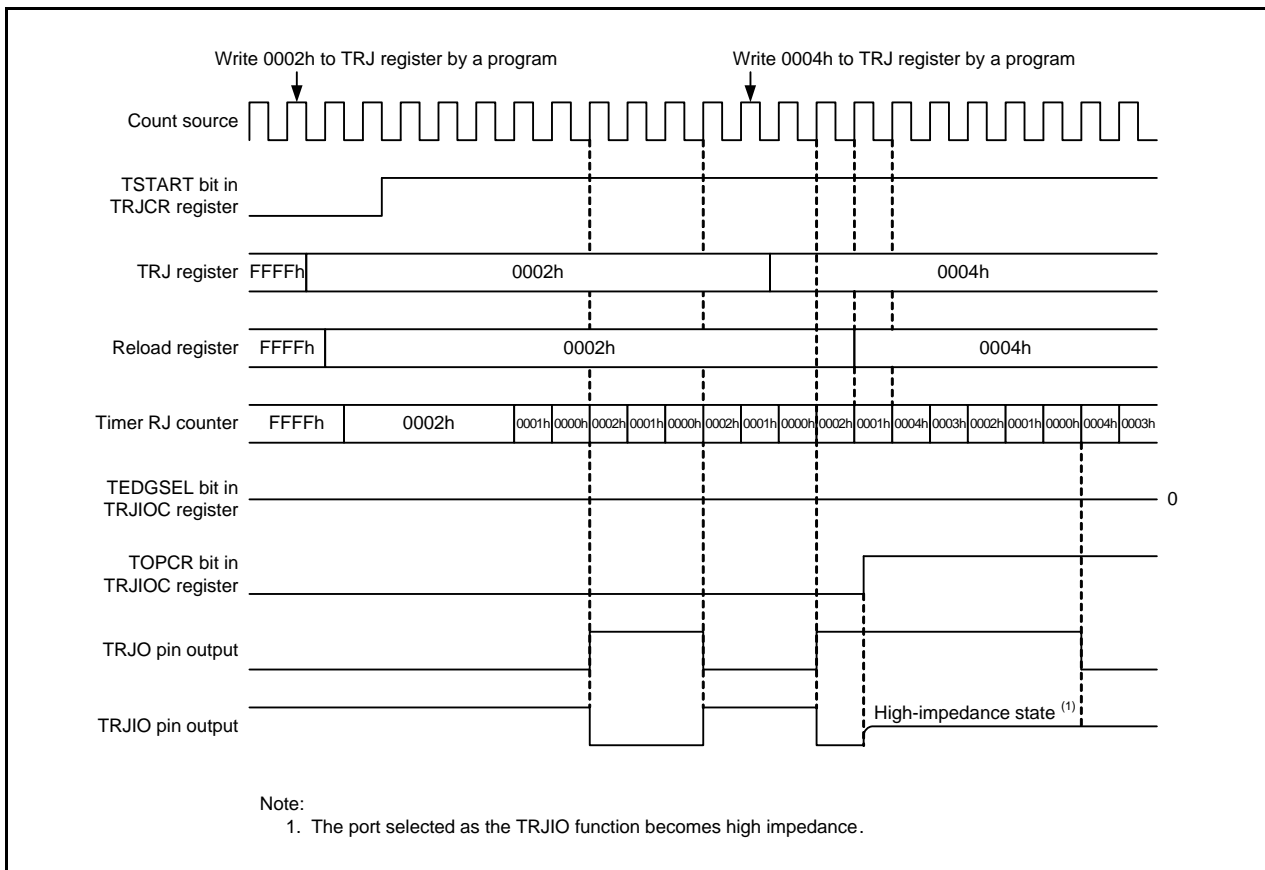 Write 0002h to TRJ register by a program
Write 0004h to TRJ register by a program
Count source
TSTART bit in
TRJCR register
TRJ register
FFFFh
0002h
0004h
Reload register
FFFFh
0002h
0004h
Timer RJ counter
FFFFh
0002h
0001h
0000h
0002h
0001h
0000h
0002h
0001h
0000h
0002h
0001h
0004h
0003h
0002h
0001h
0000h
0004h
0003h
TEDGSEL bit in
TRJIOC register
0
TOPCR bit in
TRJIOC register
TRJO pin output
TRJIO pin output
High-impedance state (1)
Note:
1. The port selected as the TRJIO function becomes high impedance.